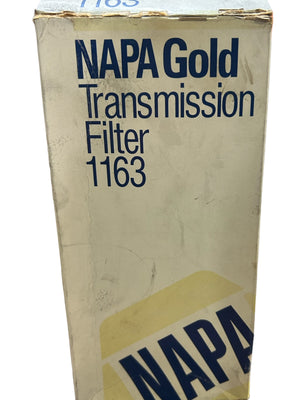 1163
NAPA Gold
Transmission
Filter
1163
NAPA